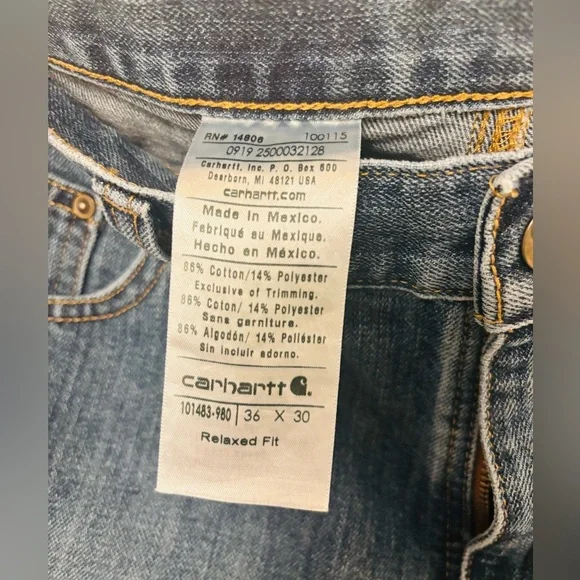 RN# 14806 100115
0919 2500032128
Carhartt, Inc. P. O. Box 600
Dearborn, MI 48121 USA
carhartt.com
Made in Mexico.
Fabriqué au Mexique.
Hecho en México.
86% Cotton/14% Polyester
Exclusive of Trimming.
86% Coton/ 14% Polyester
Sans garniture.
86% Algodón/ 14% Poliéster
Sin incluir adorno.
carhartt
101483-980 36 X 30
Relaxed Fit